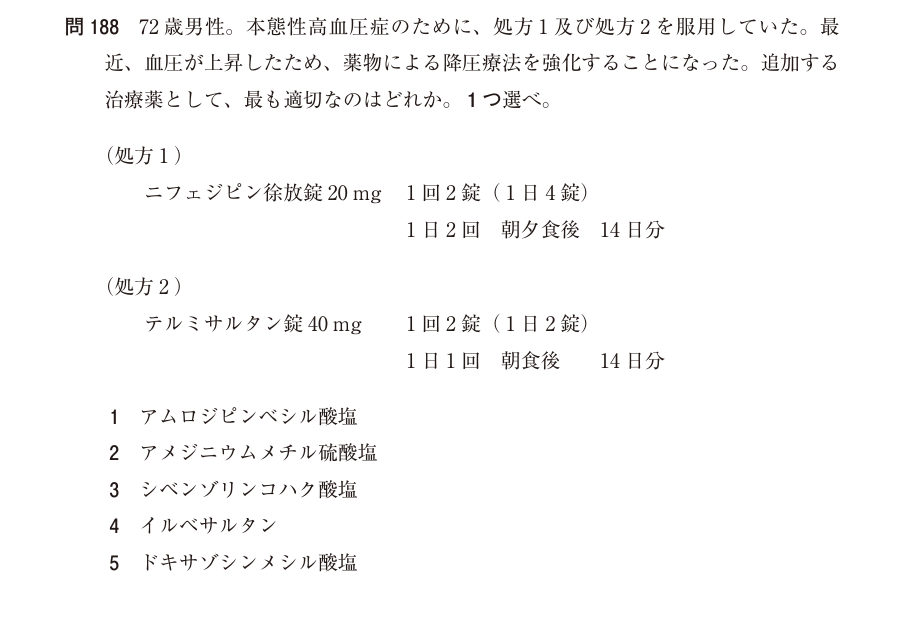 問 188　72 歳男性。本態性高血圧症のために、処方 1 及び処方 2 を服用していた。最
近、血圧が上昇したため、薬物による降圧療法を強化することになった。追加する
治療薬として、最も適切なのはどれか。1 つ選べ。
（処方 1 ）
ニフェジピン徐放錠 20 mg　1 回 2 錠（ 1 日 4 錠）
1 日 2 回　朝夕食後　14 日分
（処方 2 ）
テルミサルタン錠 40 mg　1 回 2 錠（ 1 日 2 錠）
1 日 1 回　朝食後　14 日分
1　アムロジピンベシル酸塩
2　アメジニウムメチル硫酸塩
3　シベンゾリンコハク酸塩
4　イルベサルタン
5　ドキサゾシンメシル酸塩